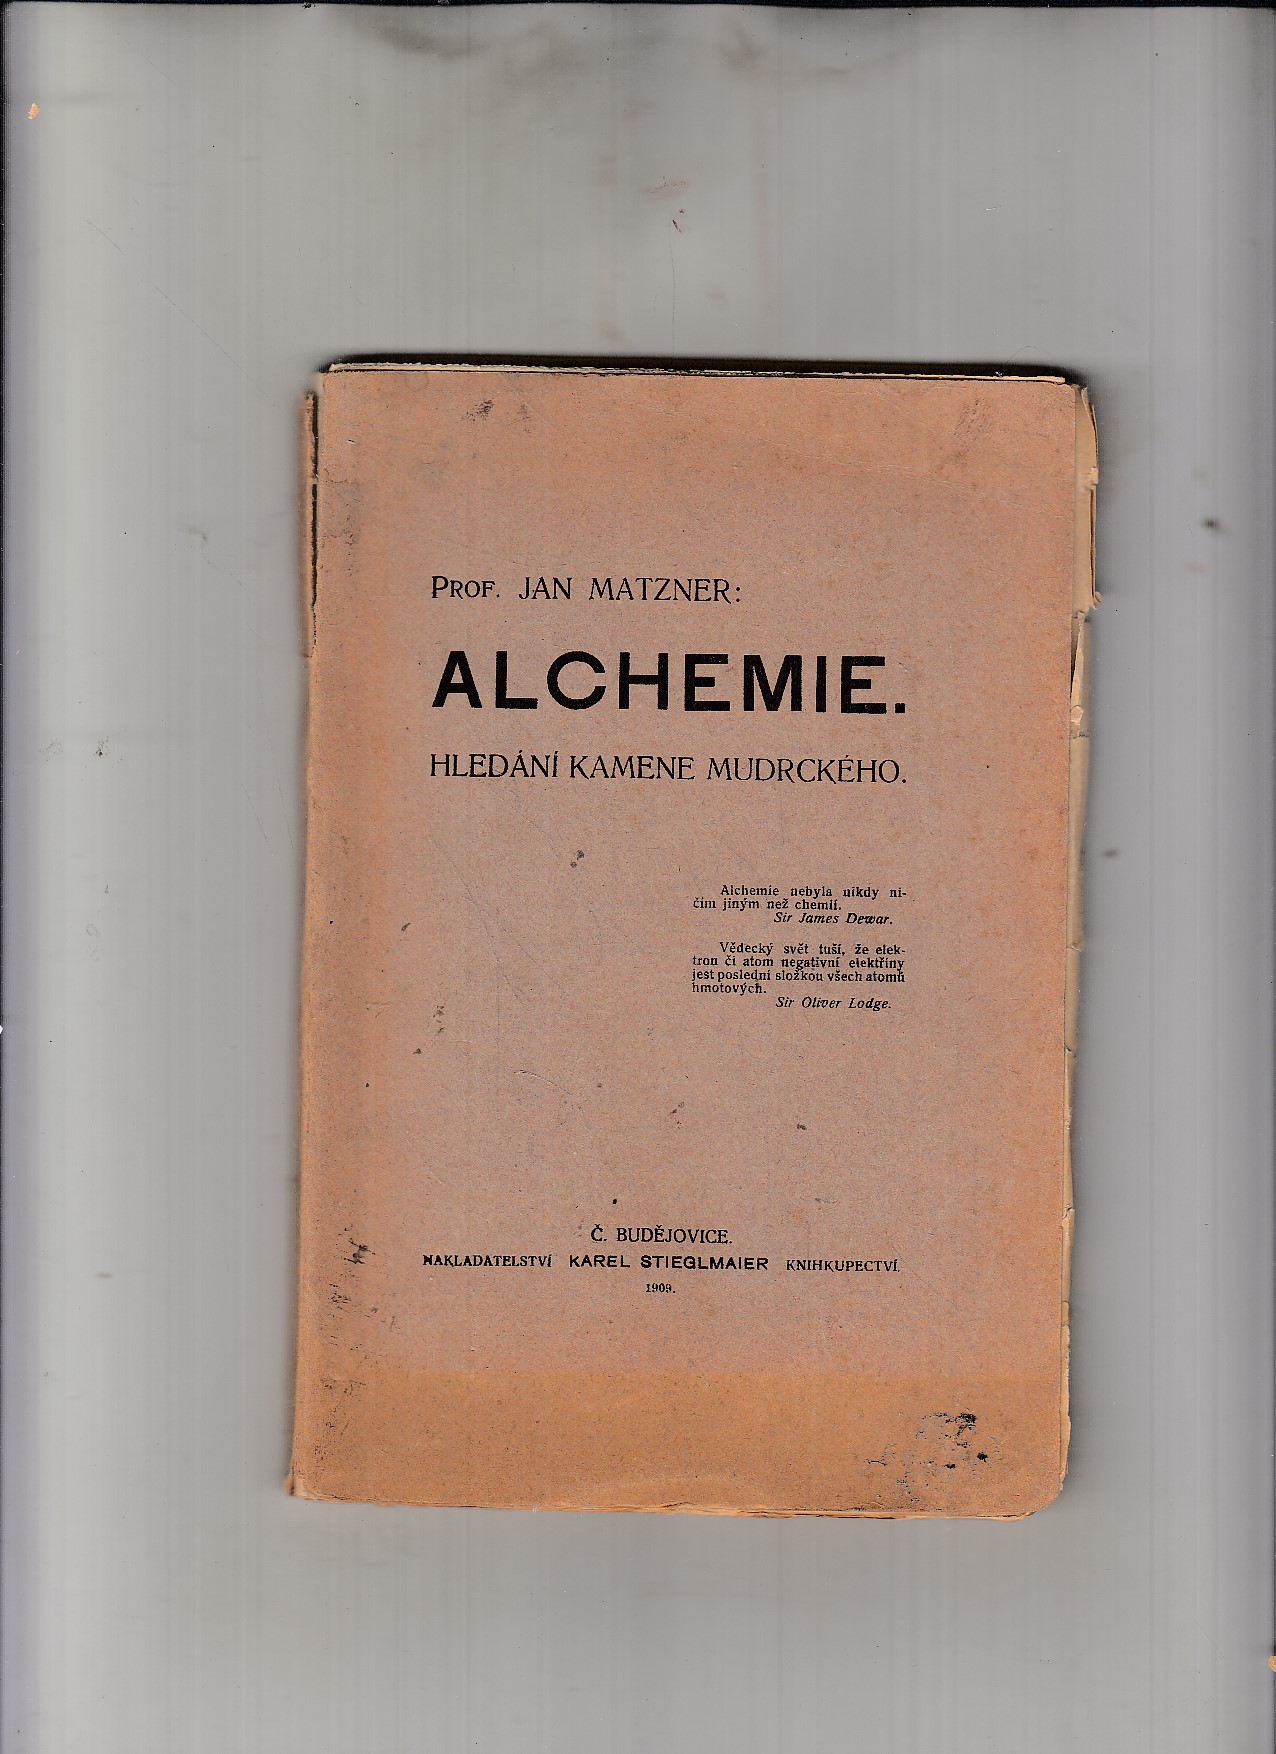 PROF. JAN MATZNER:
ALCHEMIE.
HLEDÁNÍ KAMENE MUDRCKÉHO.
Alchemie nebyla nikdy ni-
čím jiným než chemií.
Sir James Dewar.
Vědecký svět tuší, že elek-
tron či atom negativní elektřiny
jest poslední složkou všech atomů
hmotových.
Sir Oliver Lodge.
Č. BUDĚJOVICE.
NAKLADATELSTVÍ KAREL STIEGLMAIER KNIHKUPECTVÍ.
1909.